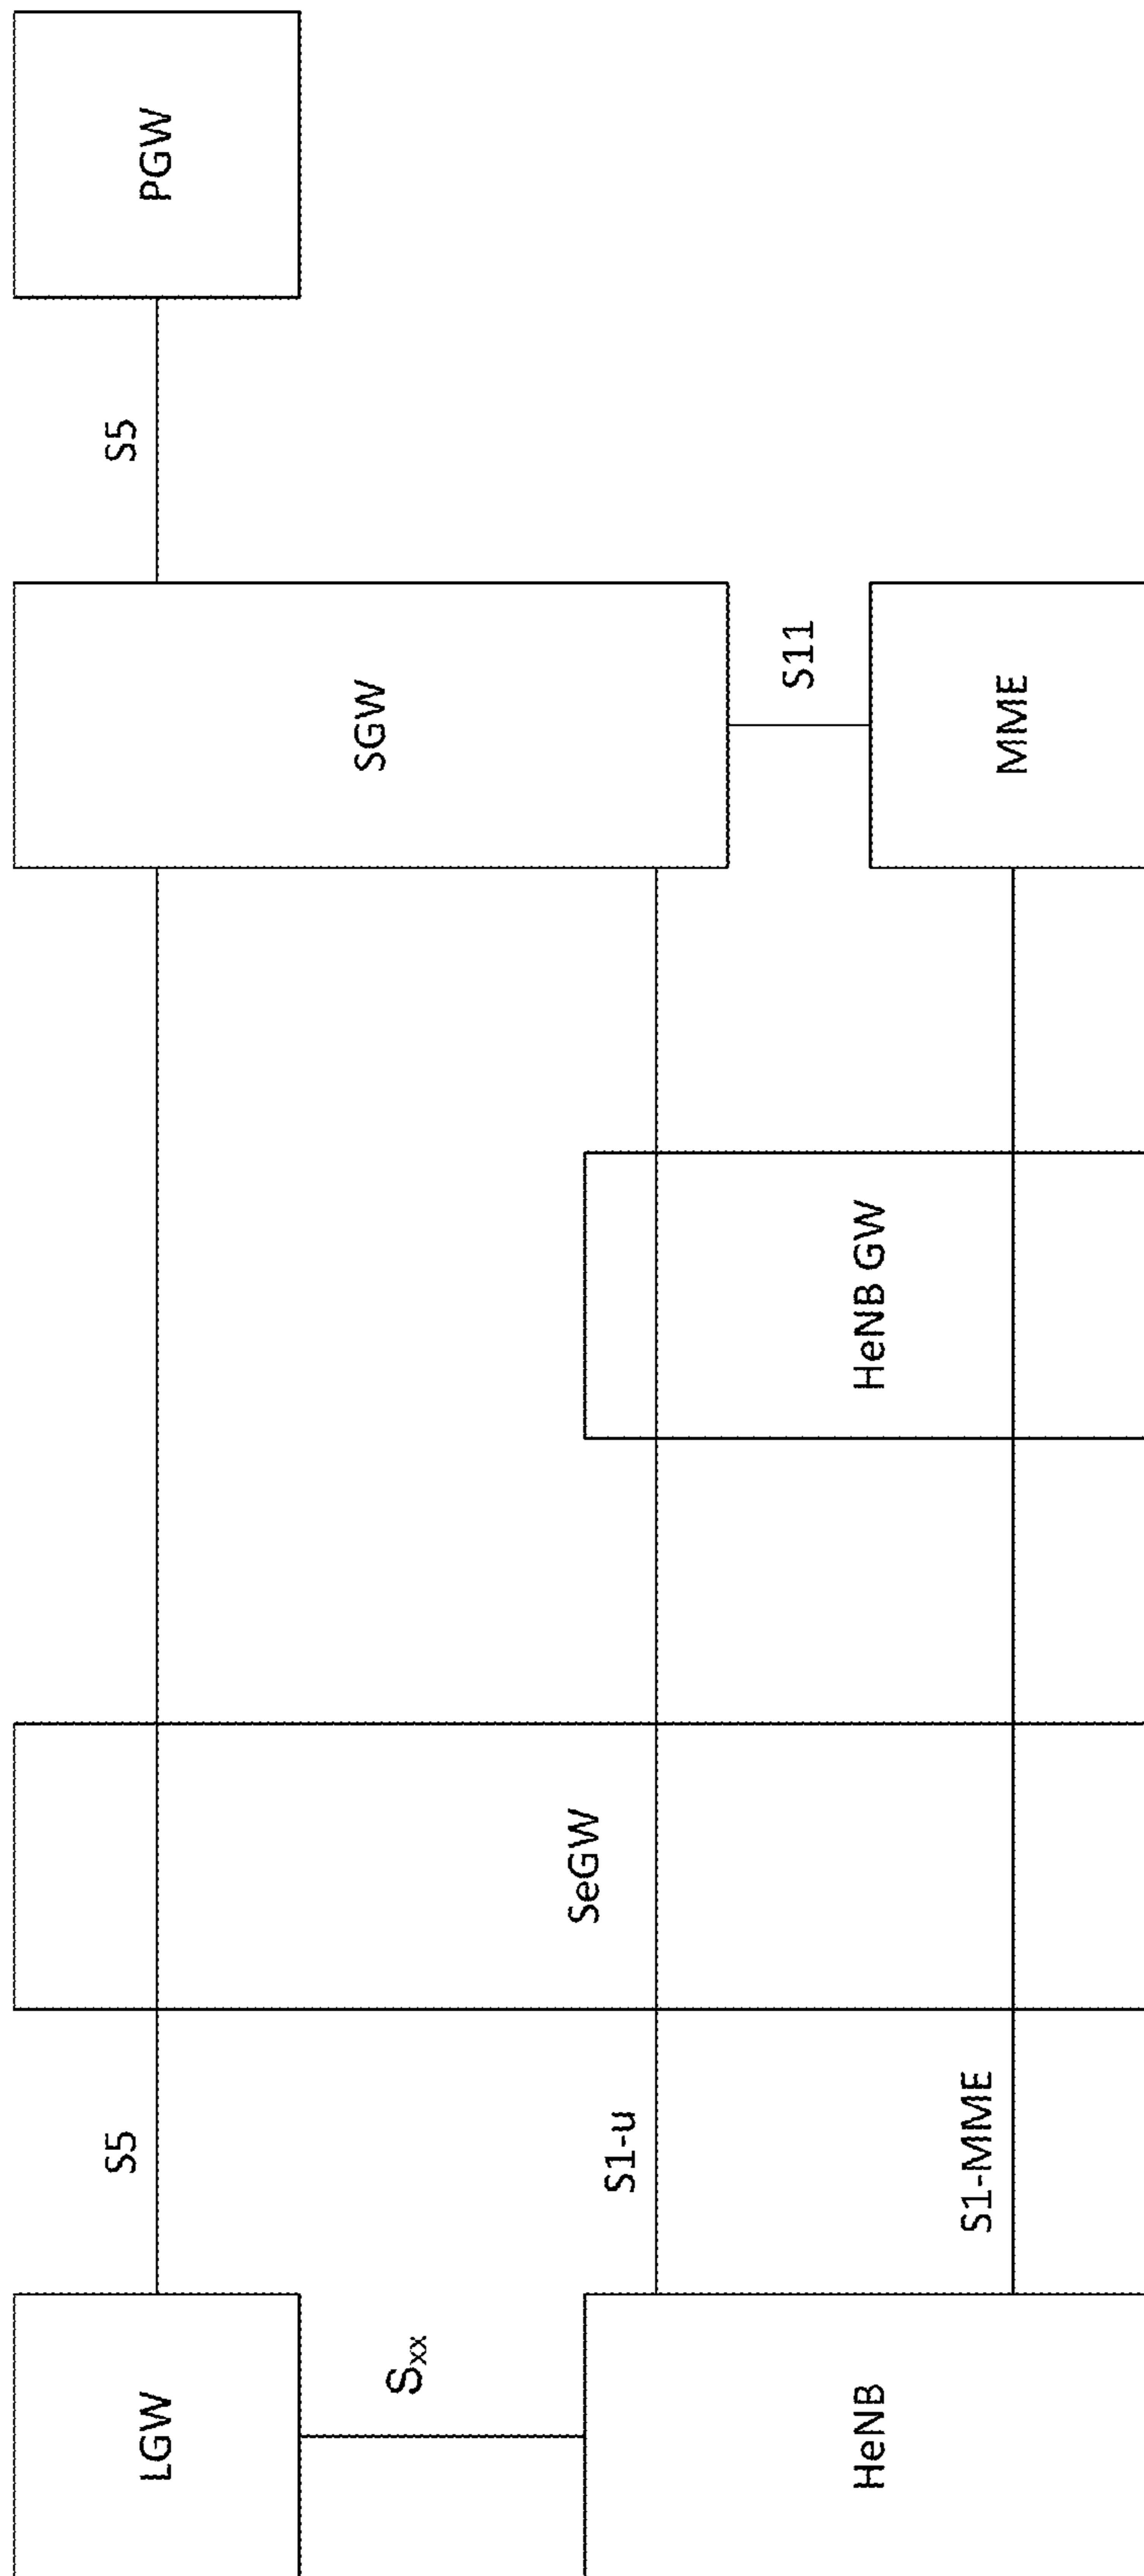 LGW
S5
S5
PGW
Sxx
SGW
S1-u
SeGW
S11
HeNB
S1-MME
HeNB GW
MME